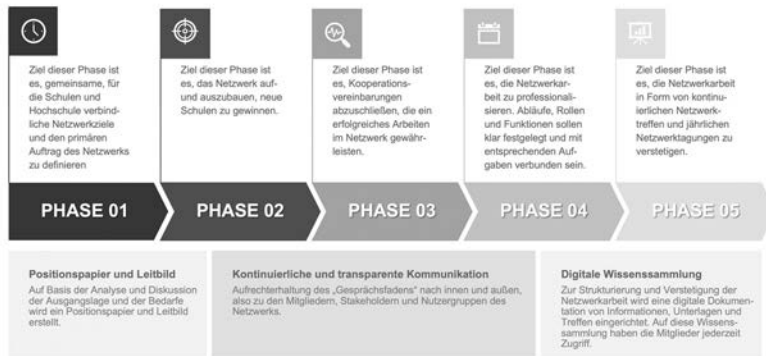 Ziel dieser Phase ist
es, gemeinsame, für
die Schulen und
Hochschule verbind-
liche Netzwerkziele
und den primären
Auftrag des Netzwerks
zu definieren
Ziel dieser Phase ist
es, das Netzwerk auf-
und auszubauen, neue
Schulen zu gewinnen.
Ziel dieser Phase ist
es, Kooperations-
vereinbarungen
abzuschließen, die ein
erfolgreiches Arbeiten
im Netzwerk gewähr-
leisten.
Ziel dieser Phase ist
es, die Netzwerkar-
beit zu professionali-
sieren. Abläufe, Rollen
und Funktionen sollen
klar festgelegt und mit
entsprechenden Auf-
gaben verbunden sein.
Ziel dieser Phase ist
es, die Netzwerkarbeit
in Form von kontinu-
ierlichen Netzwerk-
treffen und jährlichen
Netzwerktagungen zu
verstetigen.
PHASE 01
PHASE 02
PHASE 03
PHASE 04
PHASE 05
Positionspapier und Leitbild
Auf Basis der Analyse und Diskussion
der Ausgangslage und der Bedarfe
wird ein Positionspapier und Leitbild
erstellt.
Kontinuierliche und transparente Kommunikation
Aufrechterhaltung des „Gesprächsfadens“ nach innen und außen,
also zu den Mitgliedern, Stakeholdern und Nutzergruppen des
Netzwerks.
Digitale Wissenssammlung
Zur Strukturierung und Verstetigung der
Netzwerkarbeit wird eine digitale Dokumen-
tation von Informationen, Unterlagen und
Treffen eingerichtet. Auf diese Wissens-
sammlung haben die Mitglieder jederzeit
Zugriff.